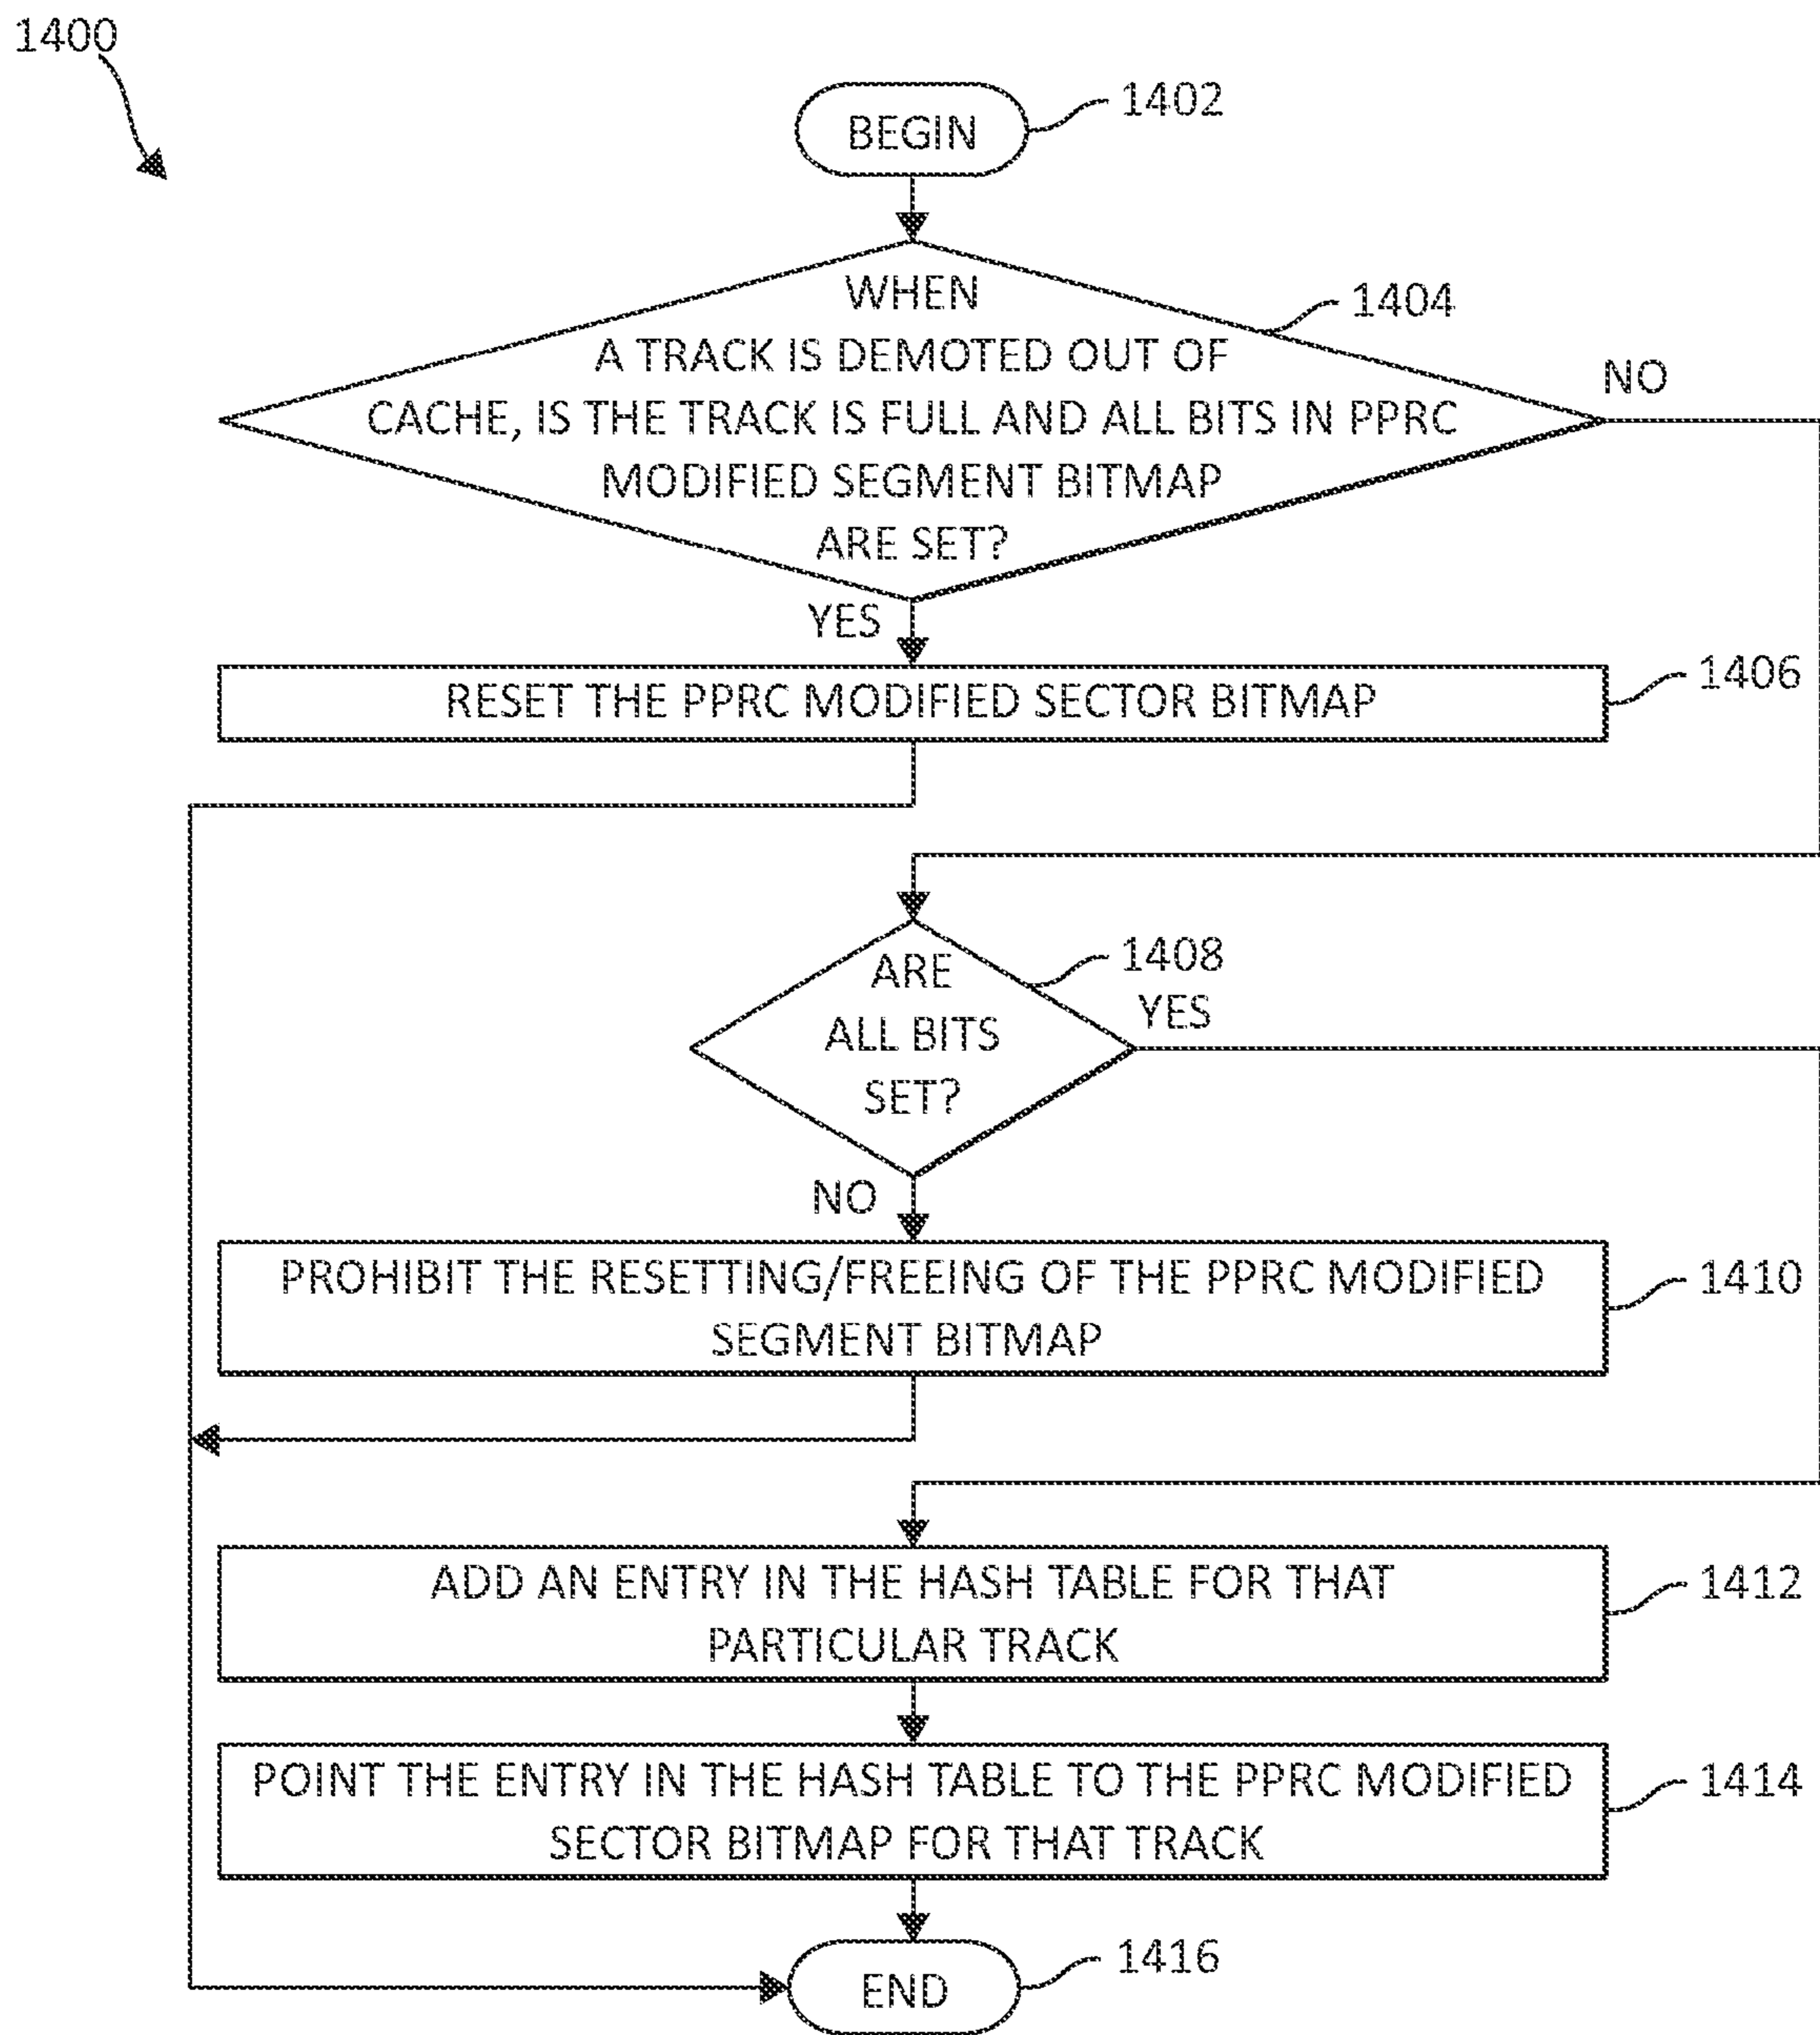 1400
BEGIN
1402
WHEN
A TRACK IS DEMOTED OUT OF
CACHE, IS THE TRACK IS FULL AND ALL BITS IN PPRC
MODIFIED SEGMENT BITMAP
ARE SET?
1404
NO
YES
RESET THE PPRC MODIFIED SECTOR BITMAP
1406
ARE
ALL BITS
SET?
1408
YES
NO
PROHIBIT THE RESETTING/FREEING OF THE PPRC MODIFIED
SEGMENT BITMAP
1410
ADD AN ENTRY IN THE HASH TABLE FOR THAT
PARTICULAR TRACK
1412
POINT THE ENTRY IN THE HASH TABLE TO THE PPRC MODIFIED
SECTOR BITMAP FOR THAT TRACK
1414
END
1416